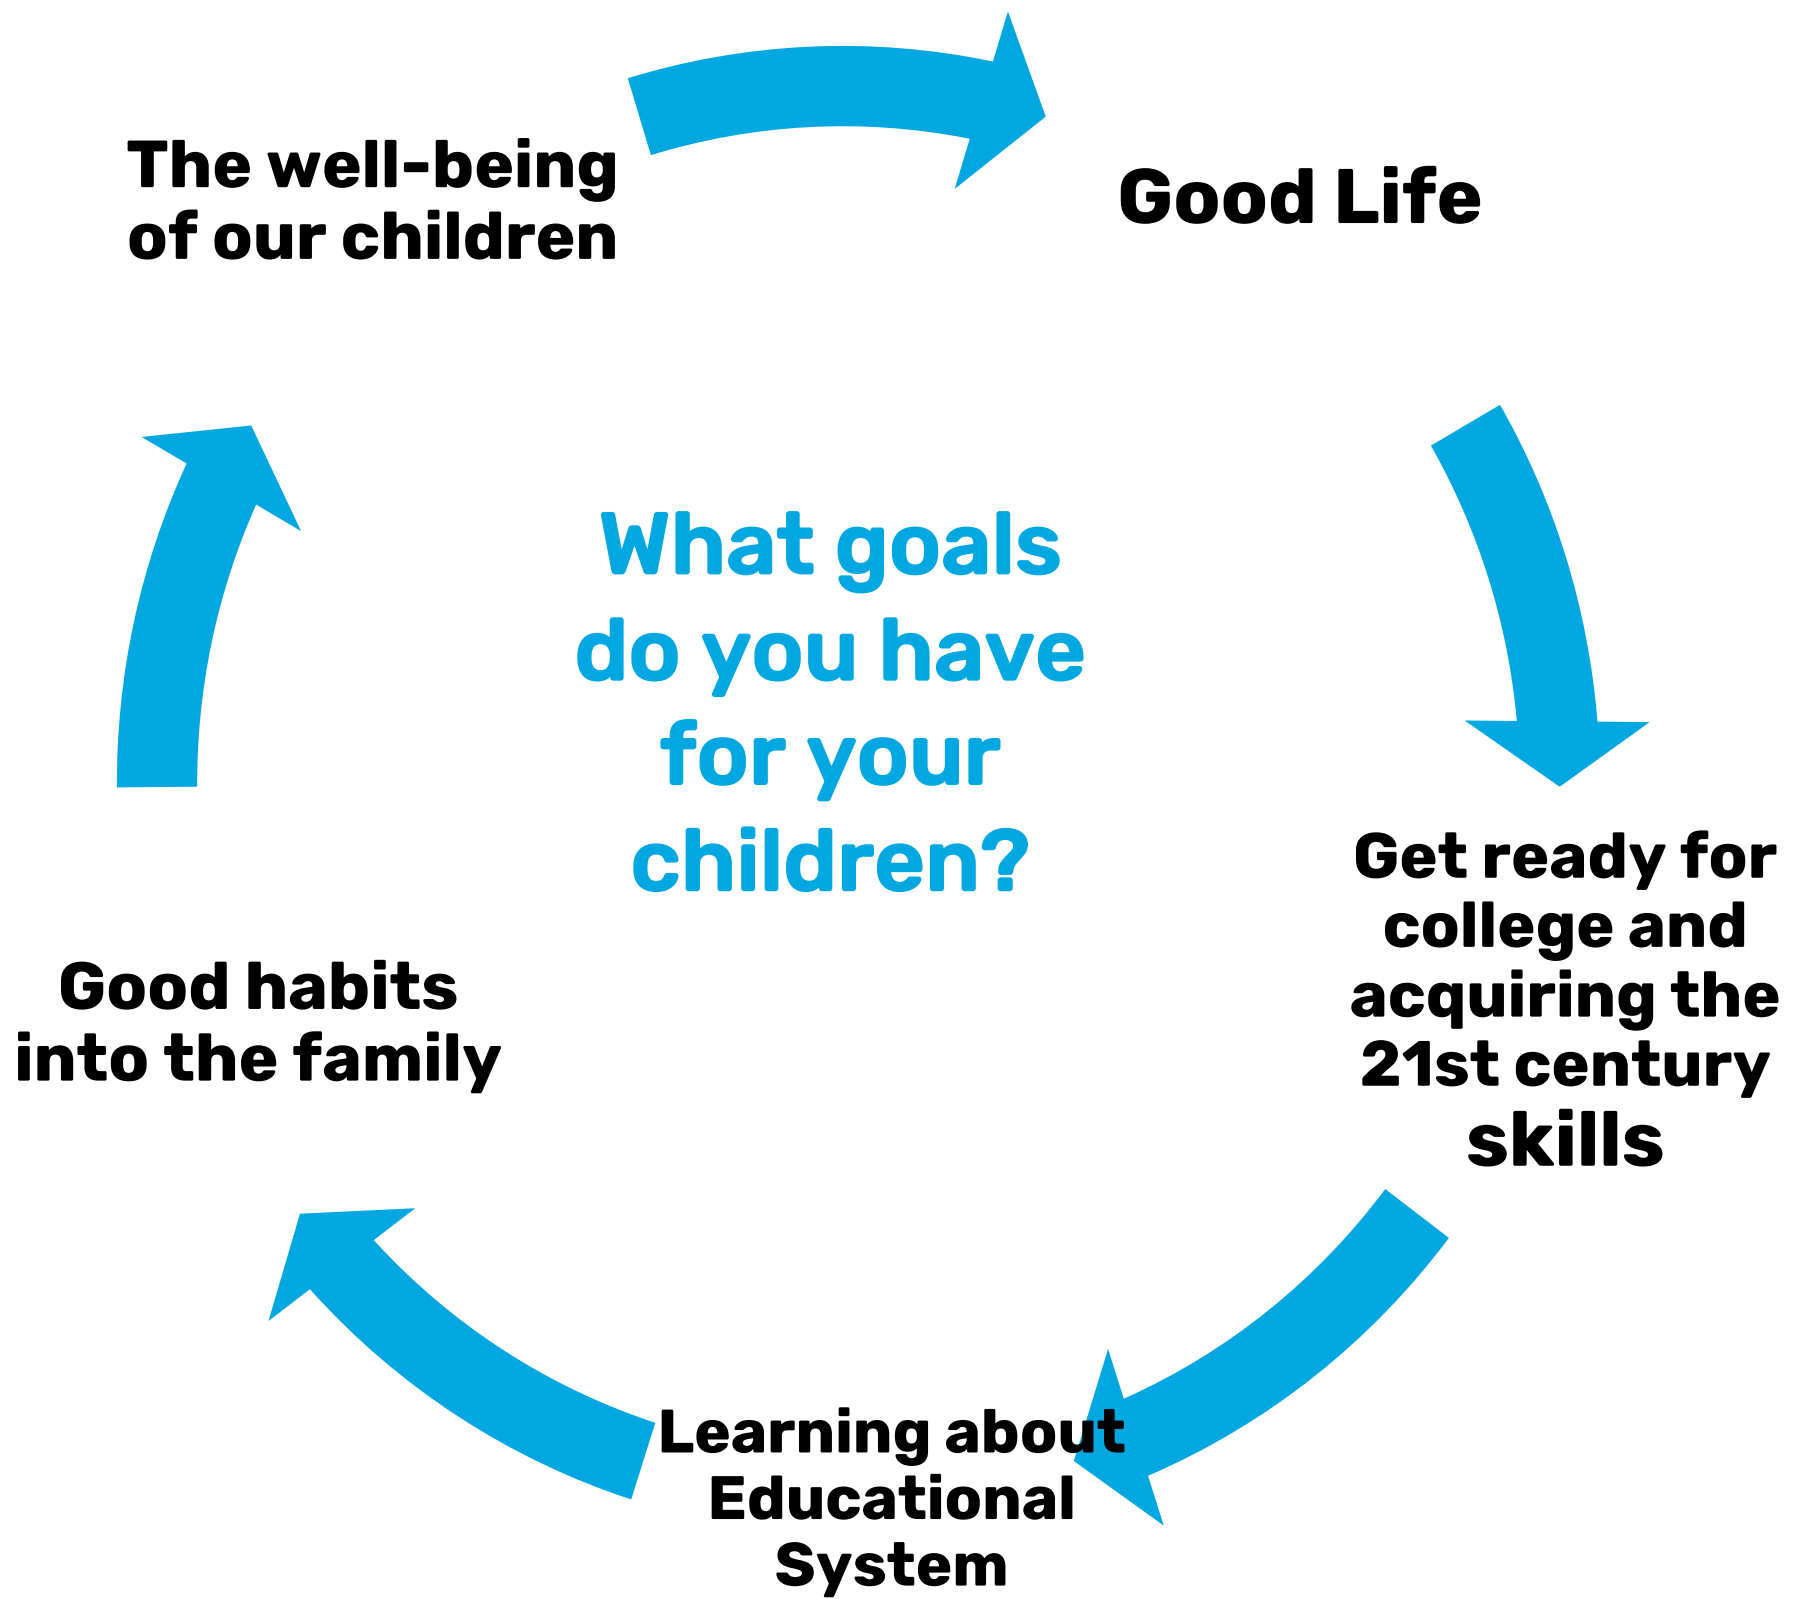 The well-being
of our children
Good Life
What goals
do you have
for your
children?
Get ready for
college and
acquiring the
21st century
skills
Good habits
into the family
Learning about
Educational
System